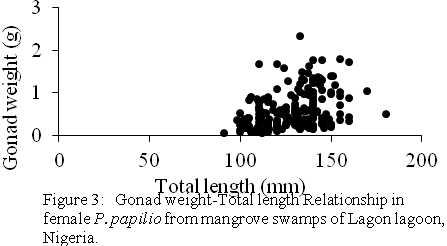 Gonad weight (g)
3
2
1
0
0
50
100
150
200
Total length (mm)
Figure 3: Gonad weight-Total length Relationship in
female P. papilio from mangrove swamps of Lagon lagoon,
Nigeria.